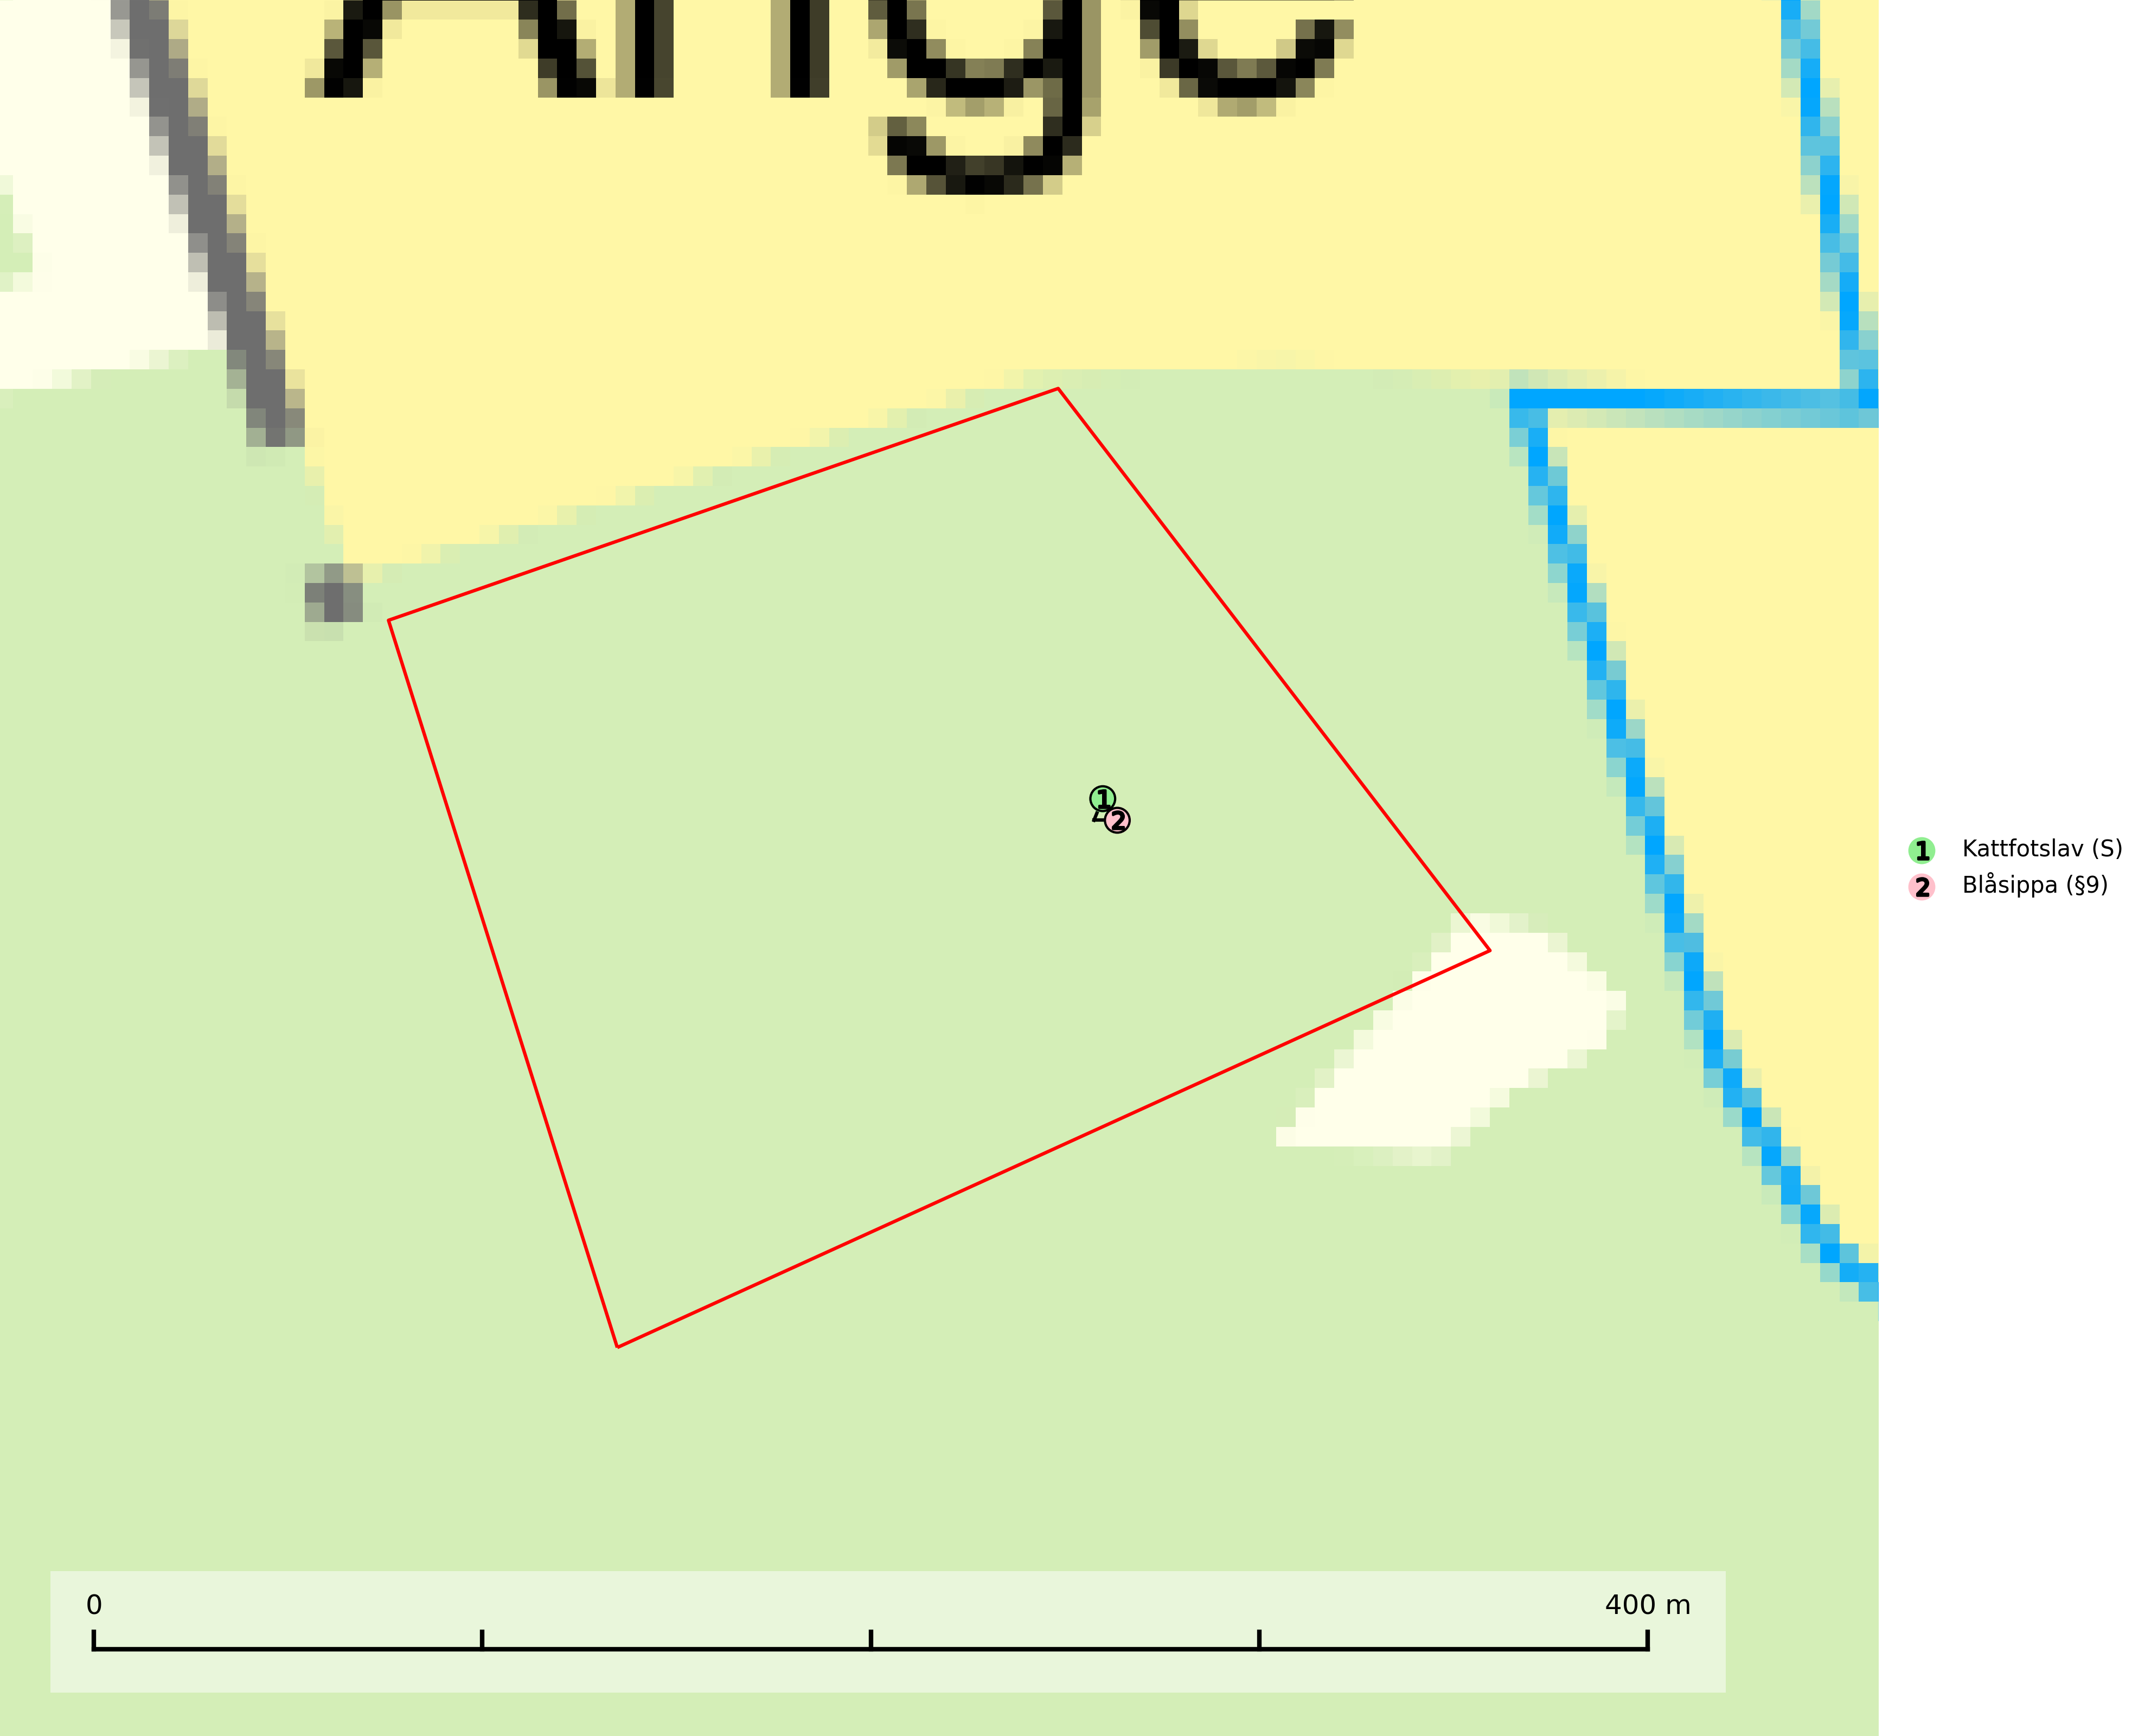 1
2
1 Kattfotslav (S)
2 Blåsippa (§9)
0 400 m